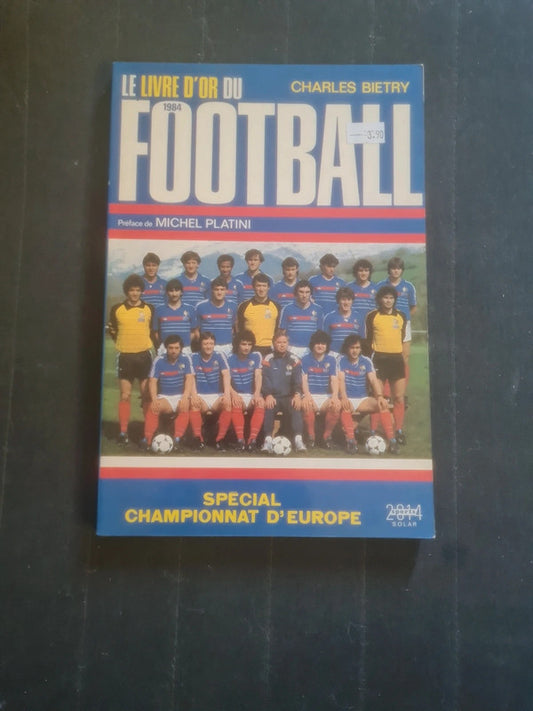 LE LIVRE D'OR DU
CHARLES BIETRY
1984
FOOTBALL
3.90
Préface de MICHEL PLATINI
SPÉCIAL
CHAMPIONNAT D'EUROPE
SOLAR